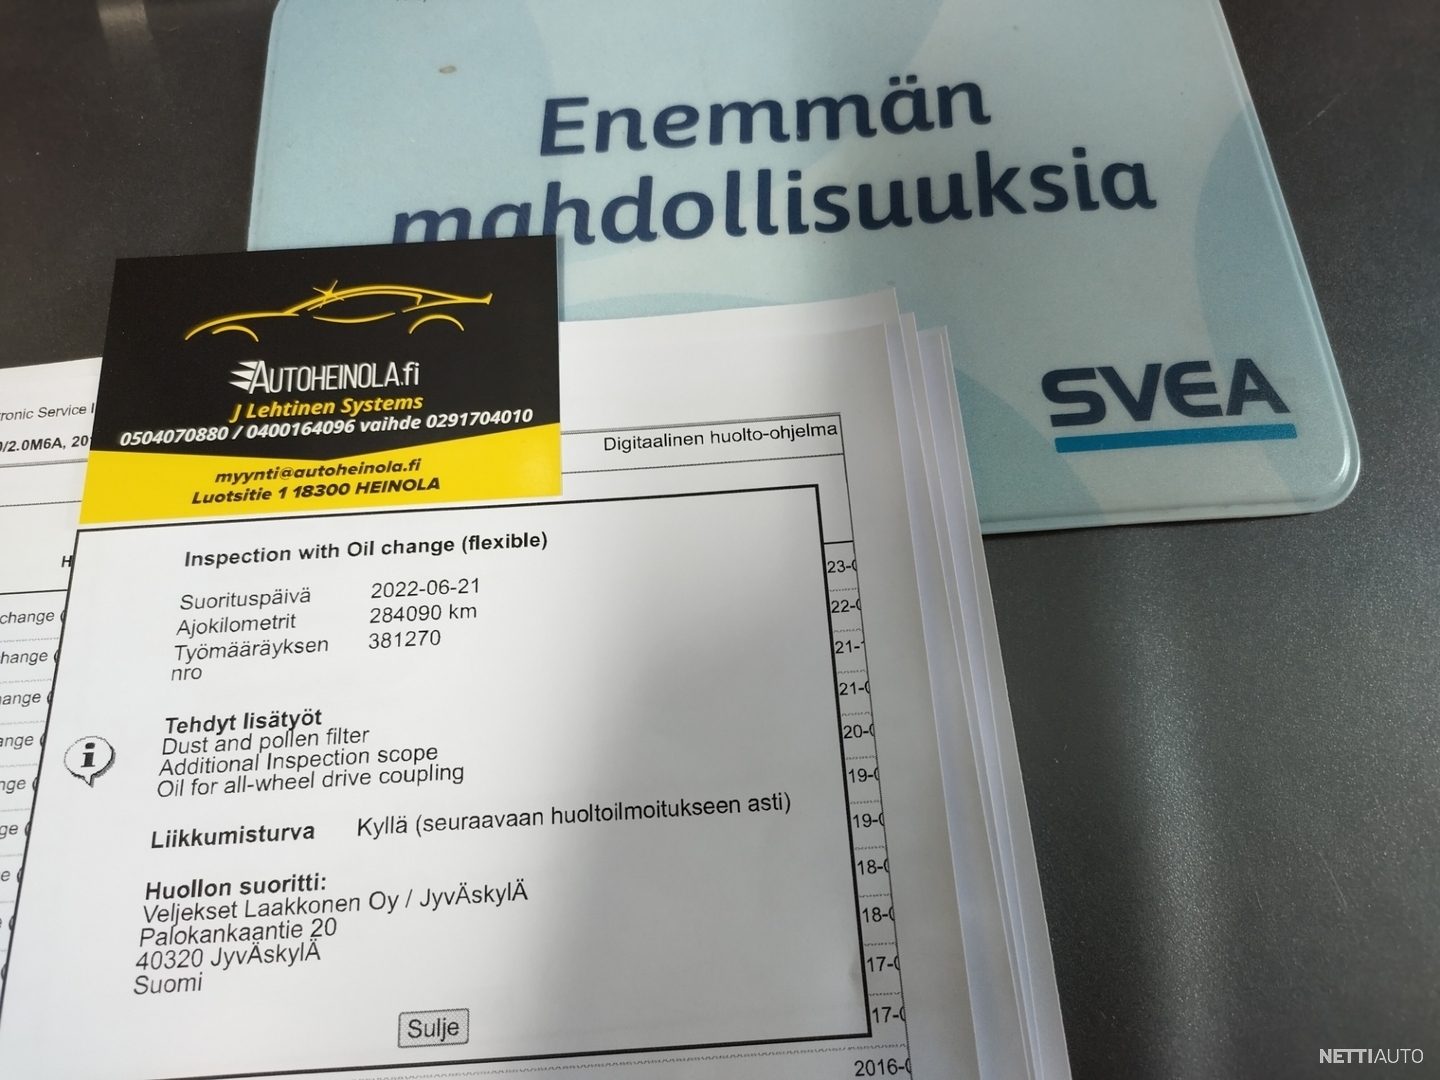 Enemmän
mahdollisuuksia
SVEA
AUTOHEINOLA.fi
J Lehtinen Systems
0504070880 / 0400164096 vaihde 0291704010
myynti@autoheinola.fi
Luotsitie 1 18300 HEINOLA
Digitaalinen huolto-ohjelma
Inspection with Oil change (flexible)
Suorituspäivä 2022-06-21
Ajokilometrit 284090 km
Työmääräyksen 381270
nro
Tehdyt lisätyöt
Dust and pollen filter
Additional Inspection scope
Oil for all-wheel drive coupling
Liikkumisturva Kyllä (seuraavaan huoltoilmoitukseen asti)
Huollon suoritti:
Veljekset Laakkonen Oy / JyvÄskylÄ
Palokankaantie 20
40320 JyvÄskylÄ
Suomi
Sulje
NETTIAUTO